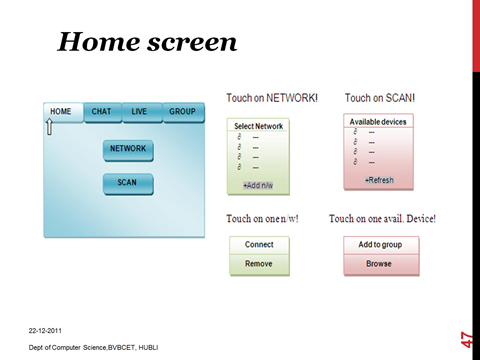 Home screen
HOME CHAT LIVE GROUP
NETWORK
SCAN
Touch on NETWORK!
Select Network
---
---
---
---
+Add n/w
Touch on SCAN!
Available devices
---
---
---
---
+Refresh
Touch on one n/w!
Connect
Remove
Touch on one avail. Device!
Add to group
Browse
22-12-2011
Dept of Computer Science,BVBCET, HUBLI
47